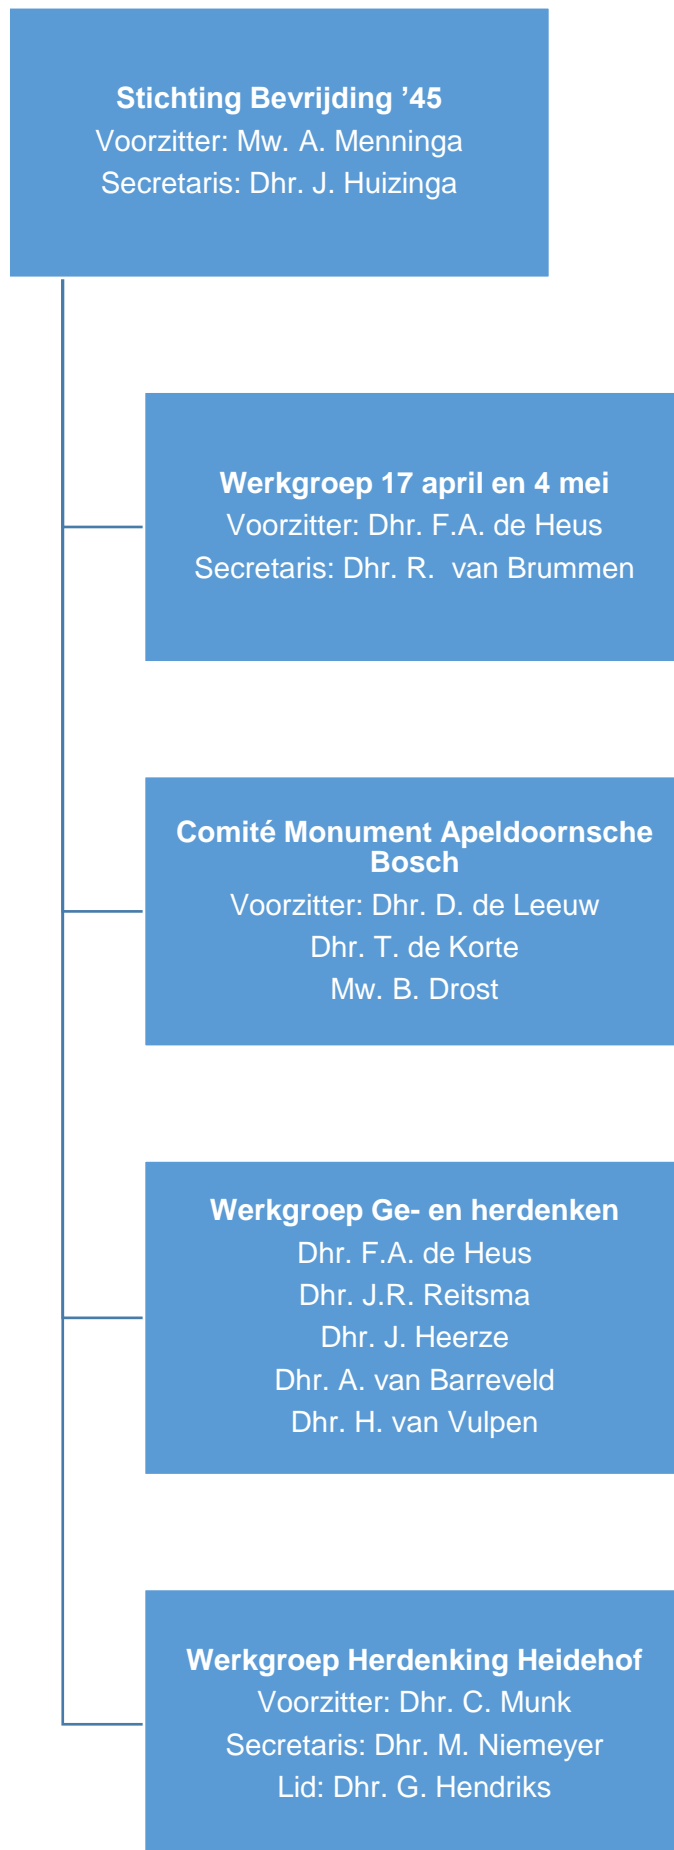 Stichting Bevrijding ’45
Voorzitter: Mw. A. Menninga
Secretaris: Dhr. J. Huizinga
Werkgroep 17 april en 4 mei
Voorzitter: Dhr. F.A. de Heus
Secretaris: Dhr. R.  van Brummen
Comité Monument Apeldoornsche
Bosch
Voorzitter: Dhr. D. de Leeuw
Dhr. T. de Korte
Mw. B. Drost
Werkgroep Ge- en herdenken
Dhr. F.A. de Heus
Dhr. J.R. Reitsma
Dhr. J. Heerze
Dhr. A. van Barreveld
Dhr. H. van Vulpen
Werkgroep Herdenking Heidehof
Voorzitter: Dhr. C. Munk
Secretaris: Dhr. M. Niemeyer
Lid: Dhr. G. Hendriks